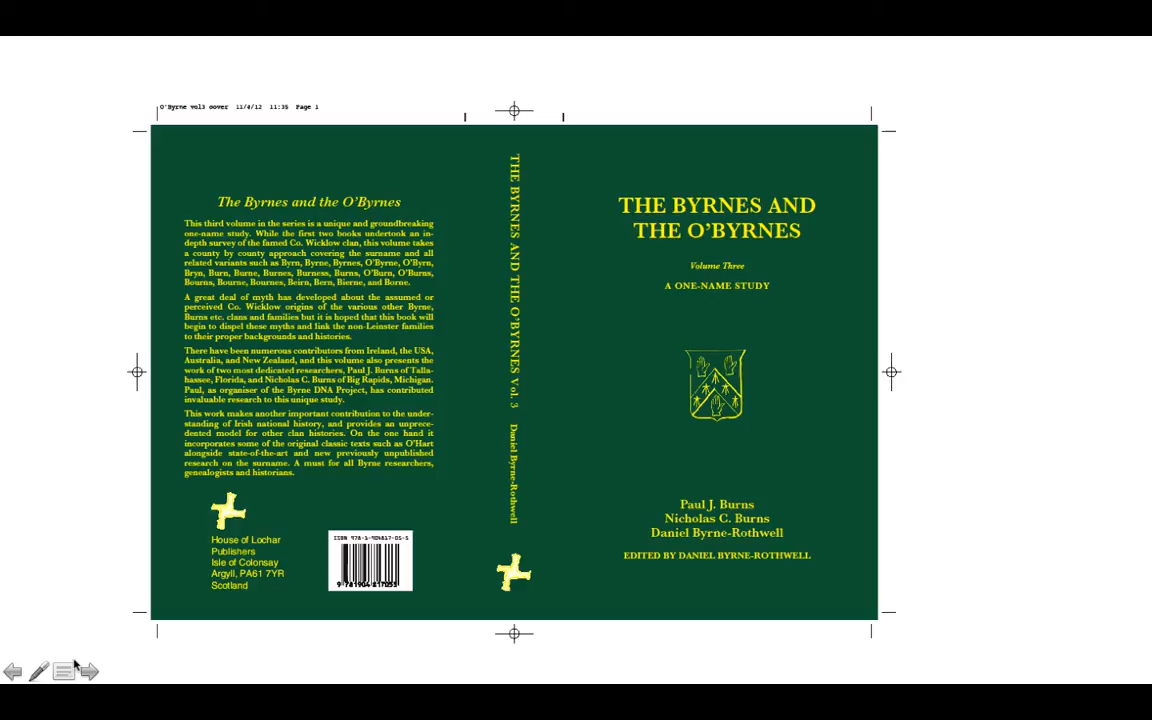 O'Byrne vol3 cover 11/4/12 11:35 Page 1
The Byrnes and the O'Byrnes
This third volume in the series is a unique and groundbreaking
one-name study. While the first two books undertook an in-
depth survey of the famed Co. Wicklow clan, this volume takes
a county by county approach covering the surname and all
related variants such as Byrn, Byrne, Byrnes, O'Byrne, O'Byrn,
Bryn, Burn, Burne, Burnes, Burness, Burns, O'Burn, O'Burns,
Bourns, Bourne, Bournes, Beirn, Bern, Bierne, and Borne.
A great deal of myth has developed about the assumed or
perceived Co. Wicklow origins of the various other Byrne,
Burns etc. clans and families but it is hoped that this book will
begin to dispel these myths and link the non-Leinster families
to their proper backgrounds and histories.
There have been numerous contributors from Ireland, the USA,
Australia, and New Zealand, and this volume also presents the
work of two most dedicated researchers, Paul J. Burns of Talla-
hassee, Florida, and Nicholas C. Burns of Big Rapids, Michigan.
Paul, as organiser of the Byrne DNA Project, has contributed
invaluable research to this unique study.
This work makes another important contribution to the under-
standing of Irish national history, and provides an unprece-
dented model for other clan histories. On the one hand it
incorporates some of the original classic texts such as O'Hart
alongside state-of-the-art and new previously unpublished
research on the surname. A must for all Byrne researchers,
genealogists and historians.
House of Lochar
Publishers
Isle of Colonsay
Argyll, PA61 7YR
Scotland
ISBN 978-1-904817-05-5
9 781904 817055
THE BYRNES AND THE O'BYRNES Vol. 3 Daniel Byrne-Rothwell
THE BYRNES AND
THE O'BYRNES
Volume Three
A ONE-NAME STUDY
Paul J. Burns
Nicholas C. Burns
Daniel Byrne-Rothwell
EDITED BY DANIEL BYRNE-ROTHWELL